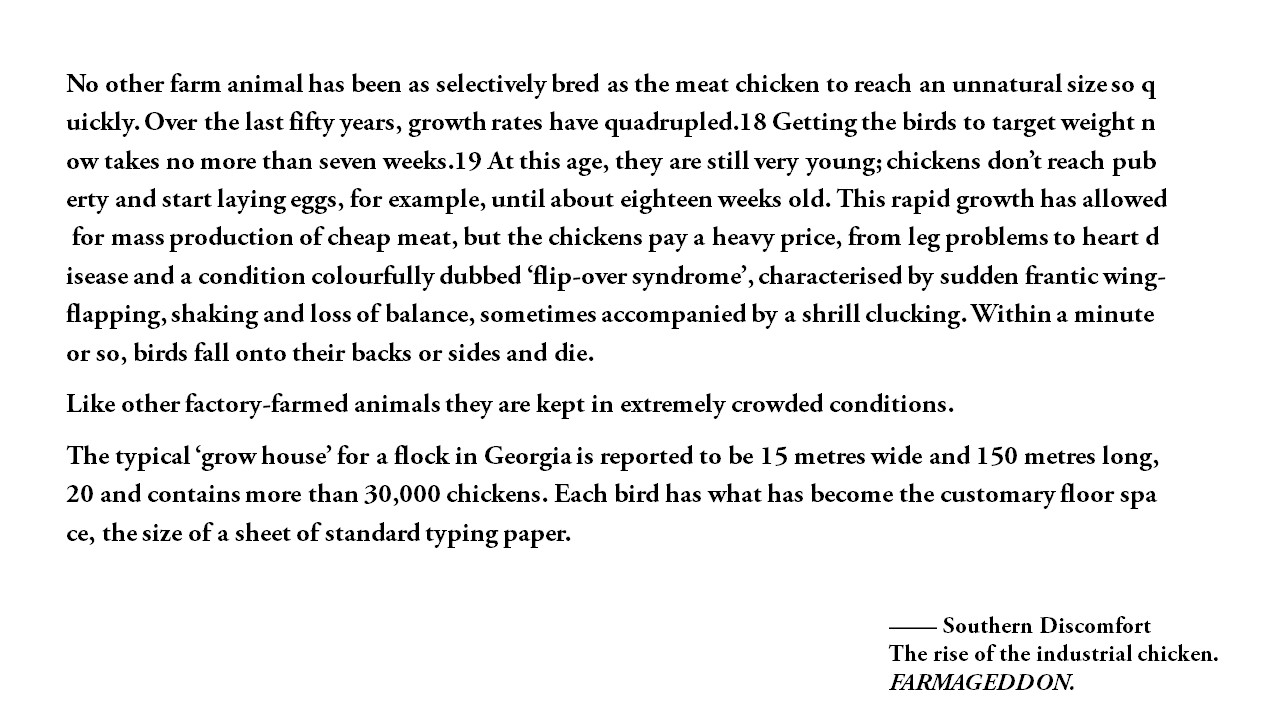 No other farm animal has been as selectively bred as the meat chicken to reach an unnatural size so q
uickly. Over the last fifty years, growth rates have quadrupled.18 Getting the birds to target weight n
ow takes no more than seven weeks.19 At this age, they are still very young; chickens don’t reach pub
erty and start laying eggs, for example, until about eighteen weeks old. This rapid growth has allowed
for mass production of cheap meat, but the chickens pay a heavy price, from leg problems to heart d
isease and a condition colourfully dubbed ‘flip-over syndrome’, characterised by sudden frantic wing-
flapping, shaking and loss of balance, sometimes accompanied by a shrill clucking. Within a minute
or so, birds fall onto their backs or sides and die.
Like other factory-farmed animals they are kept in extremely crowded conditions.
The typical ‘grow house’ for a flock in Georgia is reported to be 15 metres wide and 150 metres long,
20 and contains more than 30,000 chickens. Each bird has what has become the customary floor spa
ce, the size of a sheet of standard typing paper.
—— Southern Discomfort
The rise of the industrial chicken.
FARMAGEDDON.